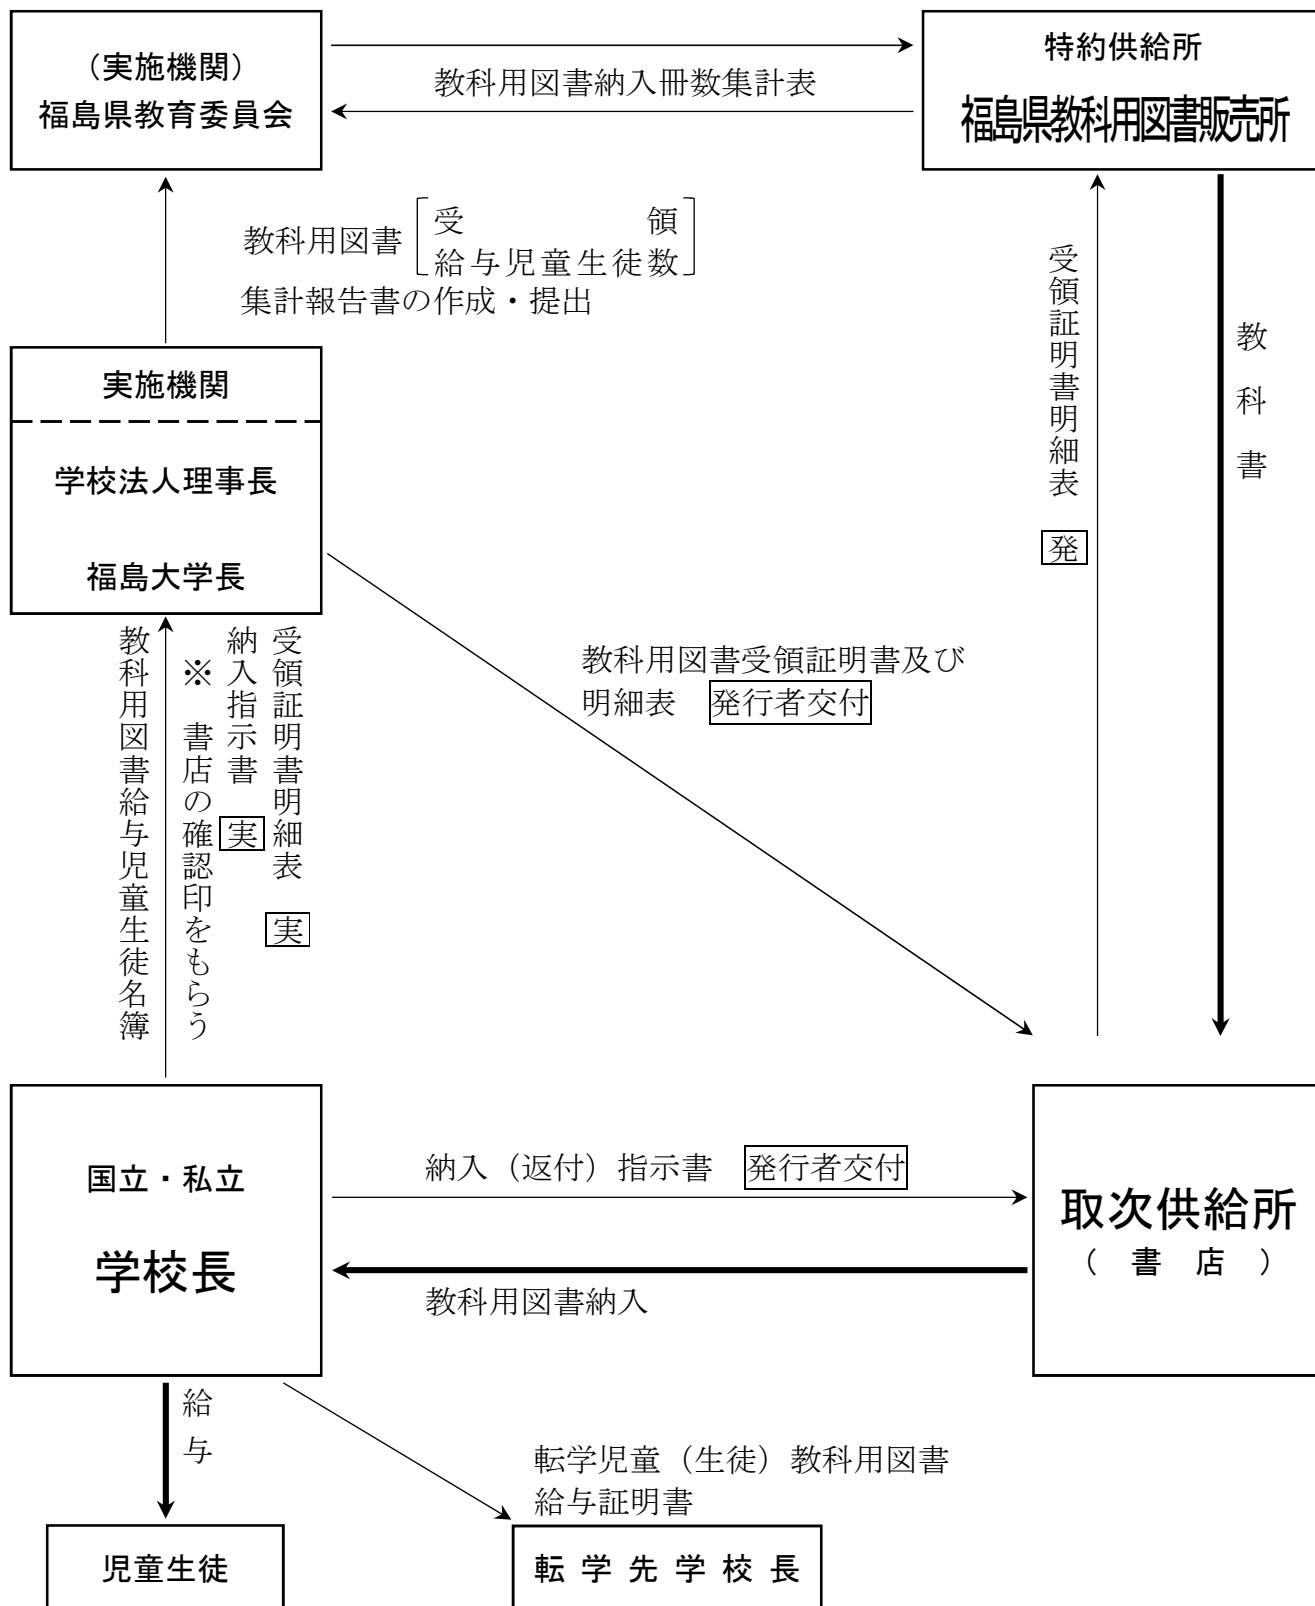 （実施機関）
福島県教育委員会
教科用図書納入冊数集計表
特約供給所
福島県教科用図書販売所
教科用図書
受領
給与児童生徒数
集計報告書の作成・提出
受領証明書明細表 発
教科書
実施機関
学校法人理事長
福島大学長
受領証明書明細表 実
納入指示書 実
※ 書店の確認印をもらう
教科用図書給与児童生徒名簿
教科用図書受領証明書及び
明細表 発行者交付
国立・私立
学校長
納入（返付）指示書 発行者交付
教科用図書納入
取次供給所
（ 書 店 ）
給与
転学児童（生徒）教科用図書
給与証明書
児童生徒
転 学 先 学 校 長